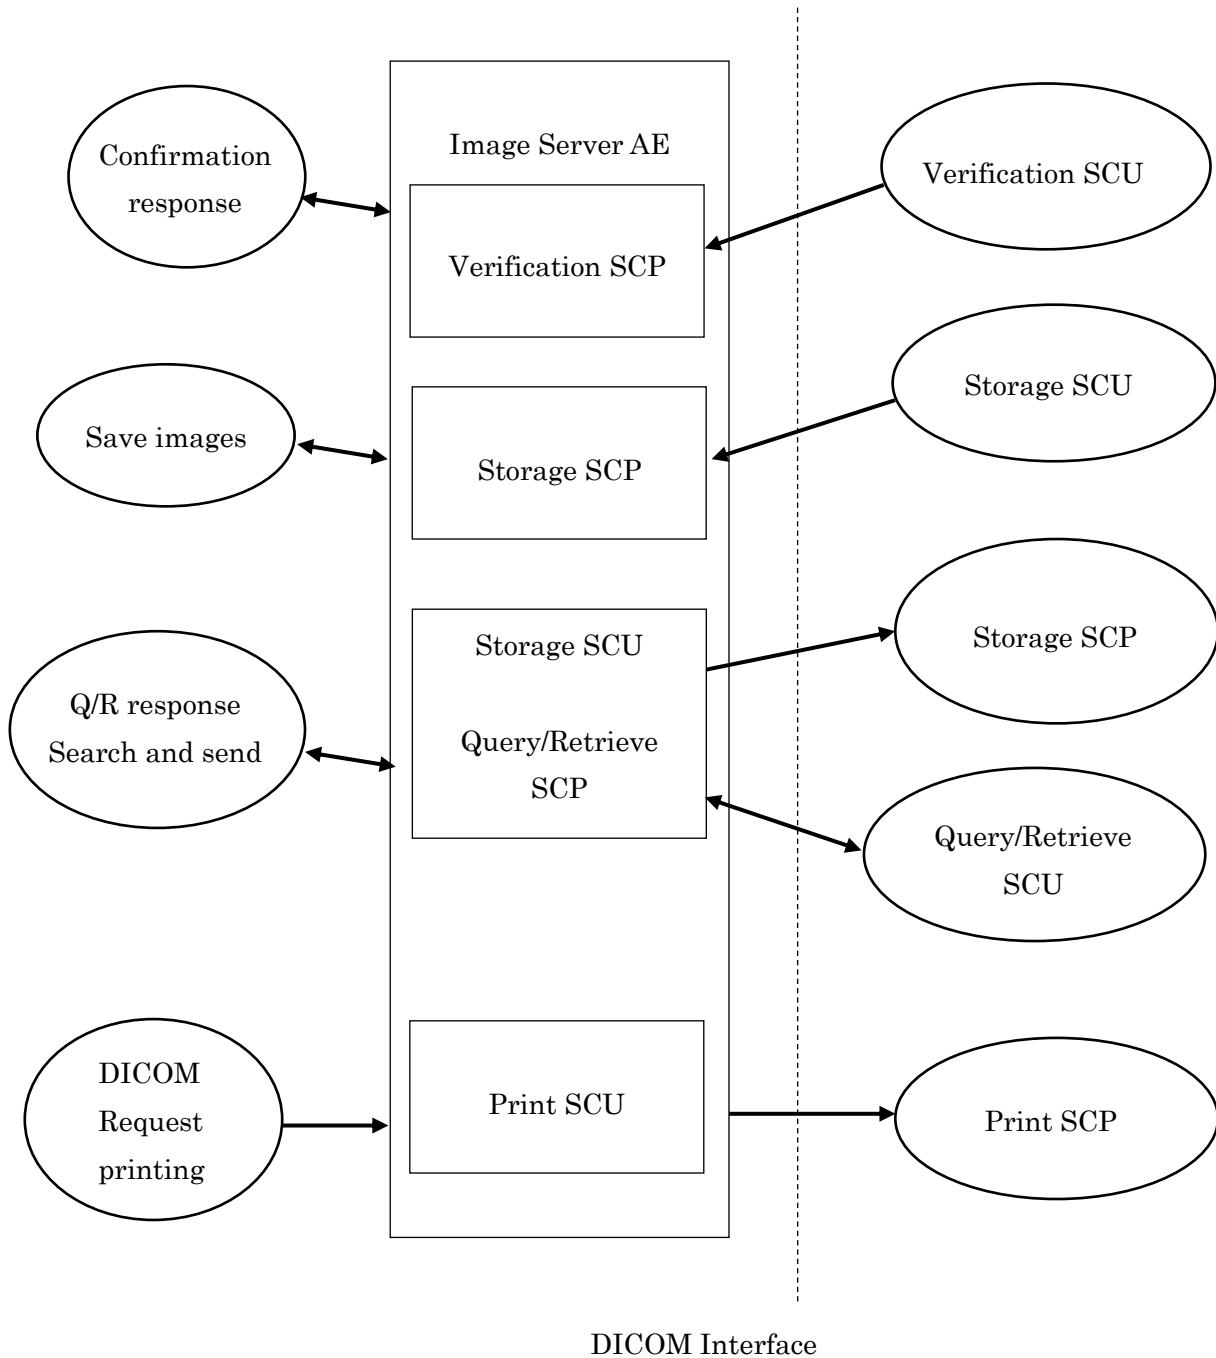 Confirmation
response
Image Server AE
Verification SCP
Verification SCU
Save images
Storage SCP
Storage SCU
Q/R response
Search and send
Storage SCU
Query/Retrieve
SCP
Storage SCP
Query/Retrieve
SCU
DICOM
Request
printing
Print SCU
Print SCP
DICOM Interface